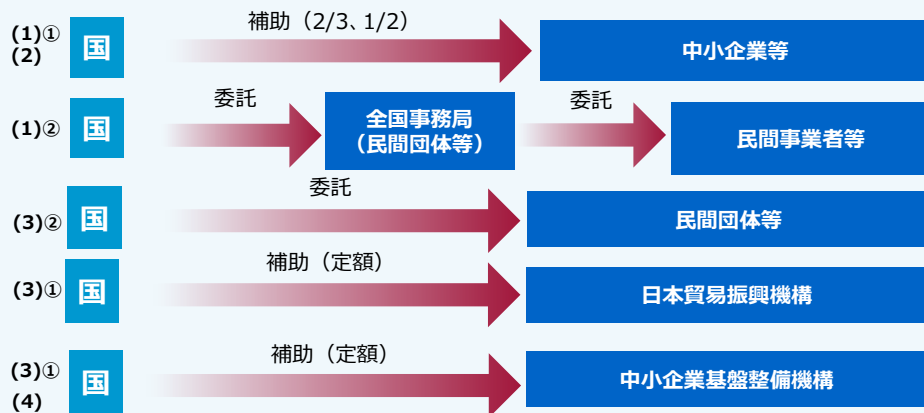 (1)① 国 補助（2/3、1/2） 中小企業等
(2)
(1)② 国 委託 全国事務局 委託 民間事業者等
（民間団体等）
(3)② 国 委託 民間団体等
(3)① 国 補助（定額） 日本貿易振興機構
(3)① 国 補助（定額） 中小企業基盤整備機構
(4)